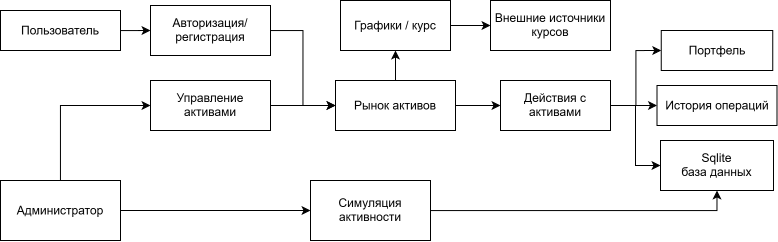 Пользователь
Авторизация/
регистрация
Графики / курс
Внешние источники
курсов
Портфель
Управление
активами
Рынок активов
Действия с
активами
История операций
Sqlite
база данных
Администратор
Симуляция
активности